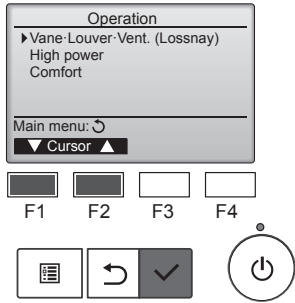 Operation
Vane·Louver·Vent. (Lossnay)
High power
Comfort
Main menu:
Cursor
F1 F2 F3 F4